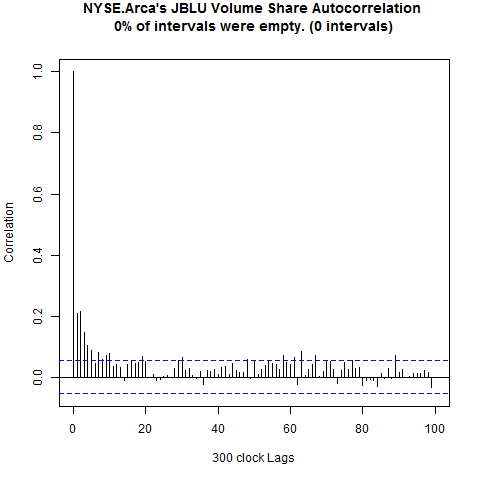 NYSE.Arca's JBLU Volume Share Autocorrelation
0% of intervals were empty. (0 intervals)
Correlation
1.0
0.8
0.6
0.4
0.2
0.0
0 20 40 60 80 100
300 clock Lags